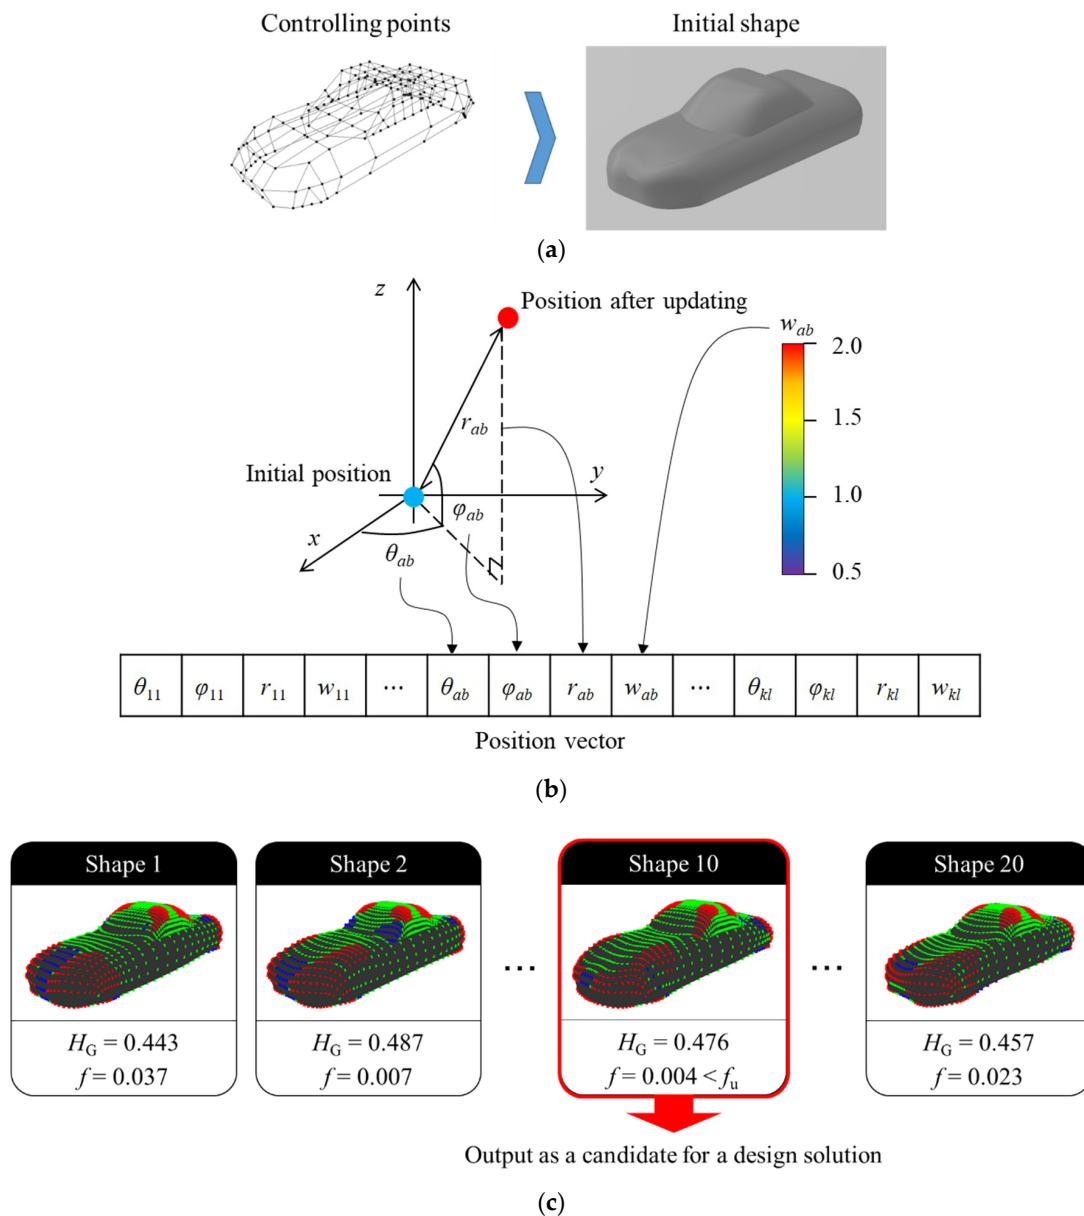 Controlling points
Initial shape
(a)
z
Position after updating
w_ab
2.0
1.5
1.0
0.5
r_ab
Initial position
y
φ_ab
x
θ_ab
θ_11 φ_11 r_11 w_11 ··· θ_ab φ_ab r_ab w_ab ··· θ_kl φ_kl r_kl w_kl
Position vector
(b)
Shape 1
H_G = 0.443
f = 0.037
Shape 2
H_G = 0.487
f = 0.007
...
Shape 10
H_G = 0.476
f = 0.004 < f_u
...
Shape 20
H_G = 0.457
f = 0.023
Output as a candidate for a design solution
(c)